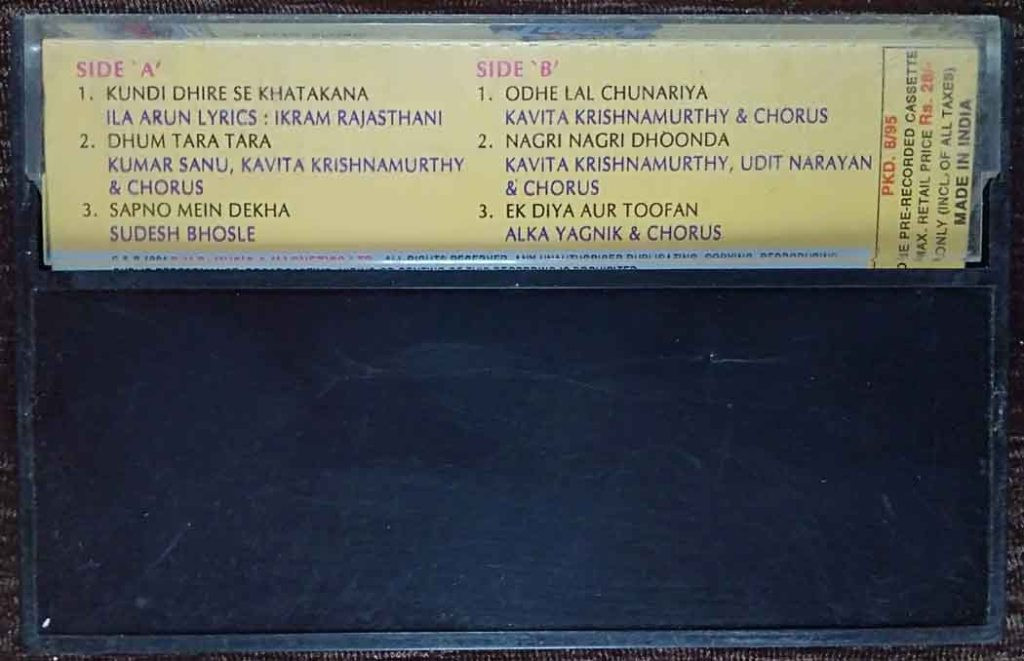 SIDE `A'
1. KUNDI DHIRE SE KHATAKANA
ILA ARUN LYRICS : IKRAM RAJASTHANI
2. DHUM TARA TARA
KUMAR SANU, KAVITA KRISHNAMURTHY
& CHORUS
3. SAPNO MEIN DEKHA
SUDESH BHOSLE
SIDE `B'
1. ODHE LAL CHUNARIYA
KAVITA KRISHNAMURTHY & CHORUS
2. NAGRI NAGRI DHOONDA
KAVITA KRISHNAMURTHY, UDIT NARAYAN
& CHORUS
3. EK DIYA AUR TOOFAN
ALKA YAGNIK & CHORUS
PKD. 8/95
PRE-RECORDED CASSETTE
MAX. RETAIL PRICE Rs. 28/-
ONLY (INCL. OF ALL TAXES)
MADE IN INDIA